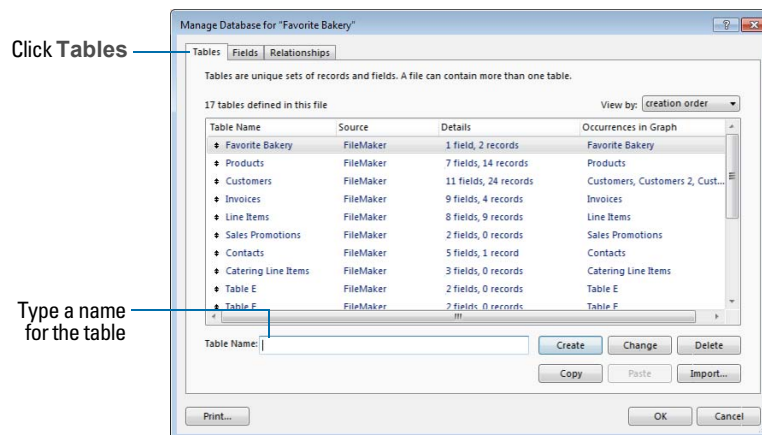 Manage Database for "Favorite Bakery"
Click Tables
Tables Fields Relationships
Tables are unique sets of records and fields. A file can contain more than one table.
17 tables defined in this file View by: creation order
Table Name Source Details Occurrences in Graph
Favorite Bakery FileMaker 1 field, 2 records Favorite Bakery
Products FileMaker 7 fields, 14 records Products
Customers FileMaker 11 fields, 24 records Customers, Customers 2, Cust...
Invoices FileMaker 9 fields, 4 records Invoices
Line Items FileMaker 8 fields, 9 records Line Items
Sales Promotions FileMaker 2 fields, 0 records Sales Promotions
Contacts FileMaker 5 fields, 1 record Contacts
Catering Line Items FileMaker 3 fields, 0 records Catering Line Items
Table E FileMaker 2 fields, 0 records Table E
Table F FileMaker 2 fields, 0 records Table F
Type a name
for the table
Table Name: Create Change Delete
Copy Paste Import...
Print... OK Cancel